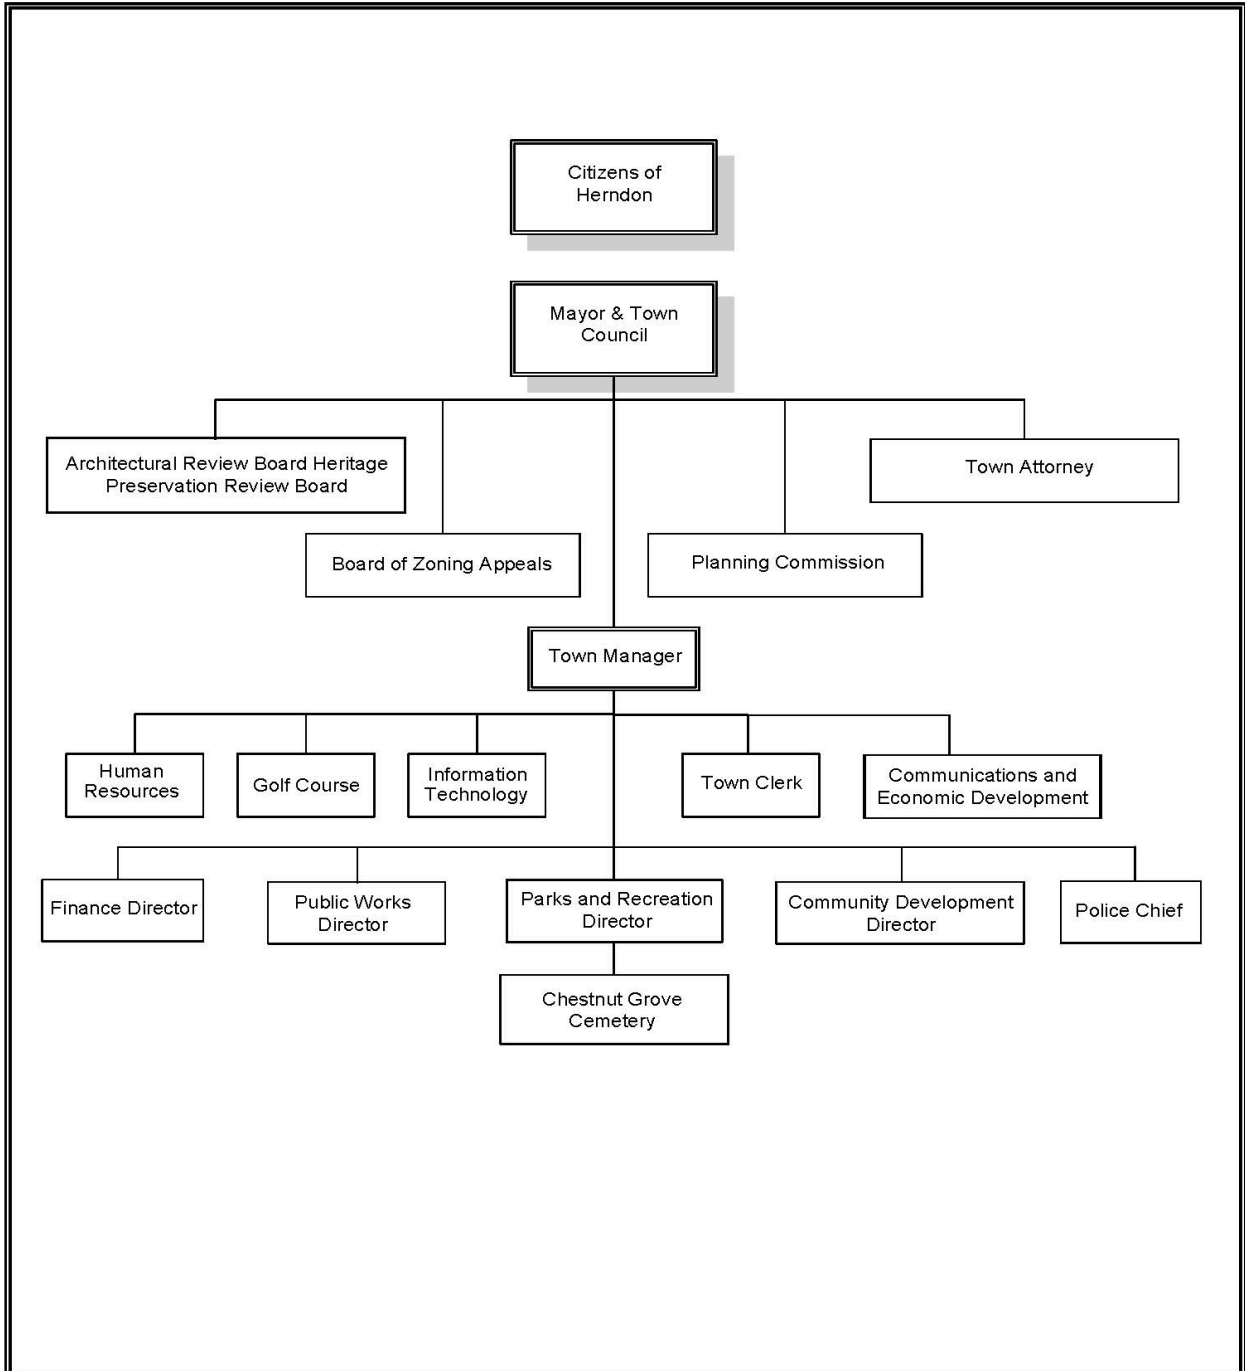 Citizens of
Herndon
Mayor & Town
Council
Architectural Review Board Heritage
Preservation Review Board
Town Attorney
Board of Zoning Appeals
Planning Commission
Town Manager
Human
Resources
Golf Course
Information
Technology
Town Clerk
Communications and
Economic Development
Finance Director
Public Works
Director
Parks and Recreation
Director
Community Development
Director
Police Chief
Chestnut Grove
Cemetery